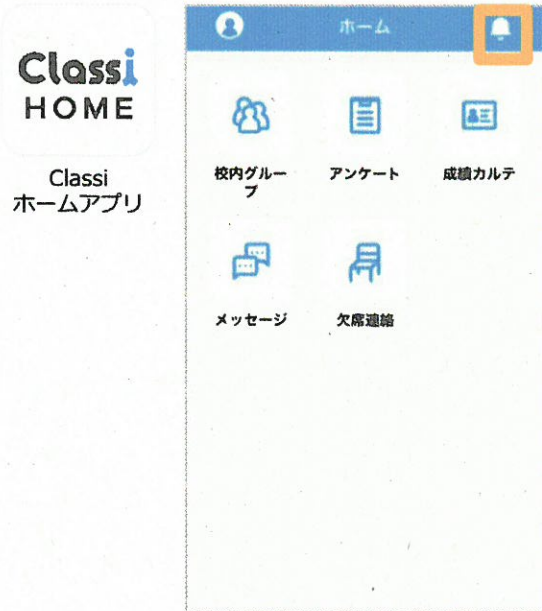 Classi
HOME
Classi
ホームアプリ
ホーム
校内グルー
プ
アンケート
成績カルテ
メッセージ
欠席連絡